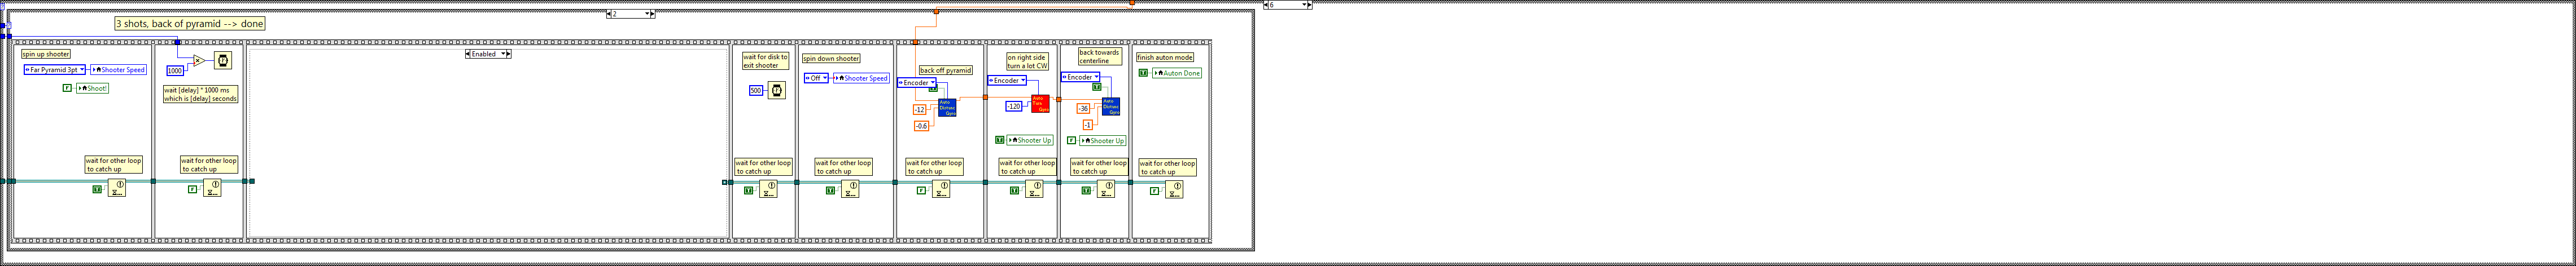 2
6
3 shots, back of pyramid --> done
spin up shooter
Far Pyramid 3pt
Shooter Speed
F
Shoot!
wait for other loop
to catch up
1000
wait [delay] * 1000 ms
which is [delay] seconds
wait for other loop
to catch up
F
Enabled
wait for disk to
exit shooter
500
wait for other loop
to catch up
spin down shooter
Off
Shooter Speed
wait for other loop
to catch up
back off pyramid
Encoder
-12
-0.6
Auto
Distanc
Gyro
wait for other loop
to catch up
F
on right side
turn a lot CW
Encoder
-120
Auto
Turn
Gyro
Shooter Up
wait for other loop
to catch up
back towards
centerline
Encoder
-36
-1
Auto
Distanc
Gyro
F
Shooter Up
wait for other loop
to catch up
finish auton mode
Auton Done
wait for other loop
to catch up
F